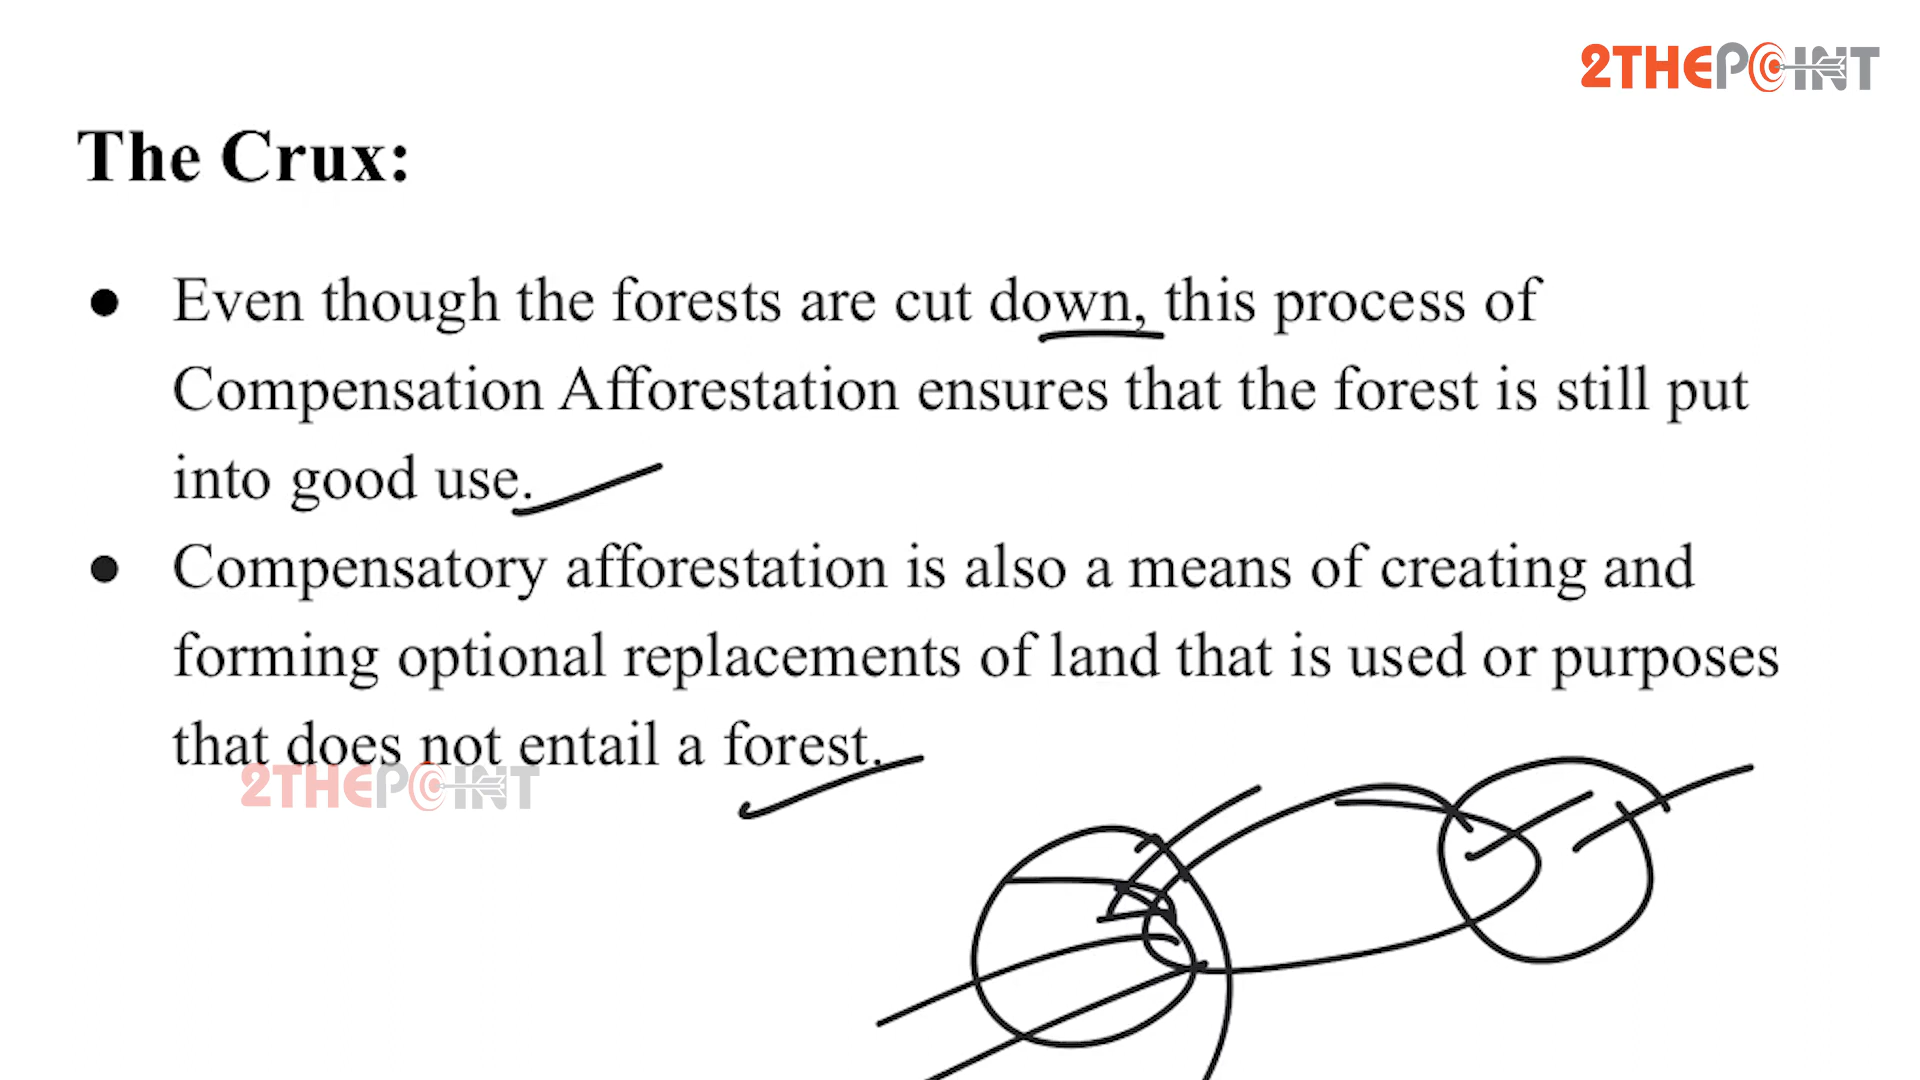 2THEPOINT
The Crux:
● Even though the forests are cut down, this process of
Compensation Afforestation ensures that the forest is still put
into good use.
● Compensatory afforestation is also a means of creating and
forming optional replacements of land that is used or purposes
that does not entail a forest.
2THEPOINT